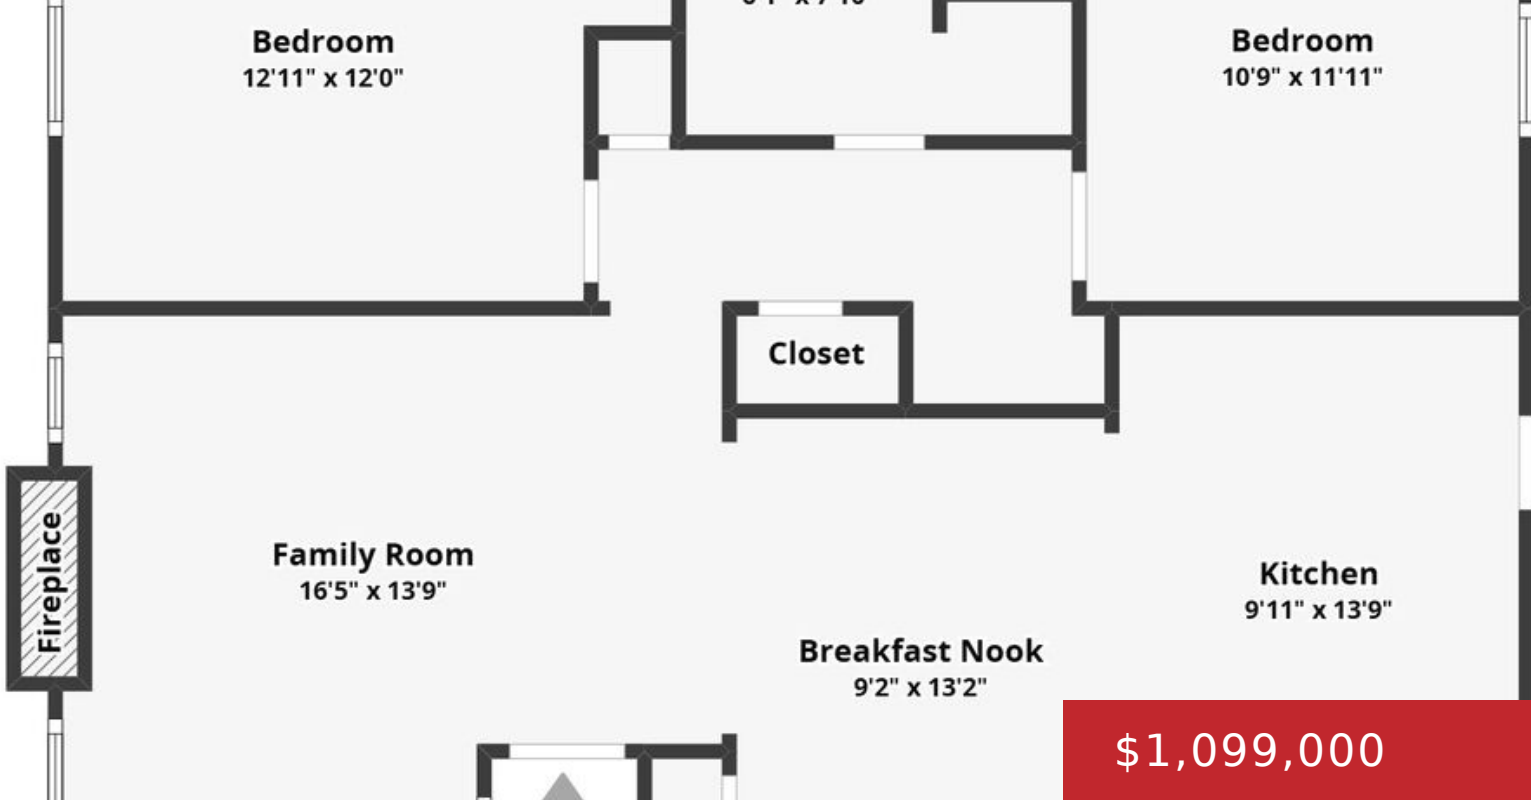 Bedroom
12'11" x 12'0"
Bedroom
10'9" x 11'11"
Closet
Fireplace
Family Room
16'5" x 13'9"
Kitchen
9'11" x 13'9"
Breakfast Nook
9'2" x 13'2"
$1,099,000